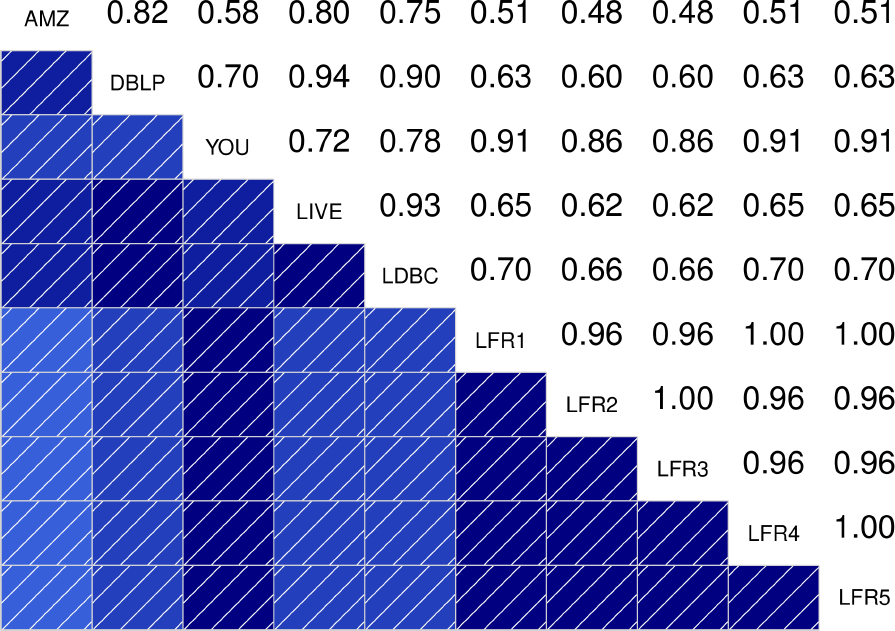 AMZ 0.82 0.58 0.80 0.75 0.51 0.48 0.48 0.51 0.51
DBLP 0.70 0.94 0.90 0.63 0.60 0.60 0.63 0.63
YOU 0.72 0.78 0.91 0.86 0.86 0.91 0.91
LIVE 0.93 0.65 0.62 0.62 0.65 0.65
LDBC 0.70 0.66 0.66 0.70 0.70
LFR1 0.96 0.96 1.00 1.00
LFR2 1.00 0.96 0.96
LFR3 0.96 0.96
LFR4 1.00
LFR5